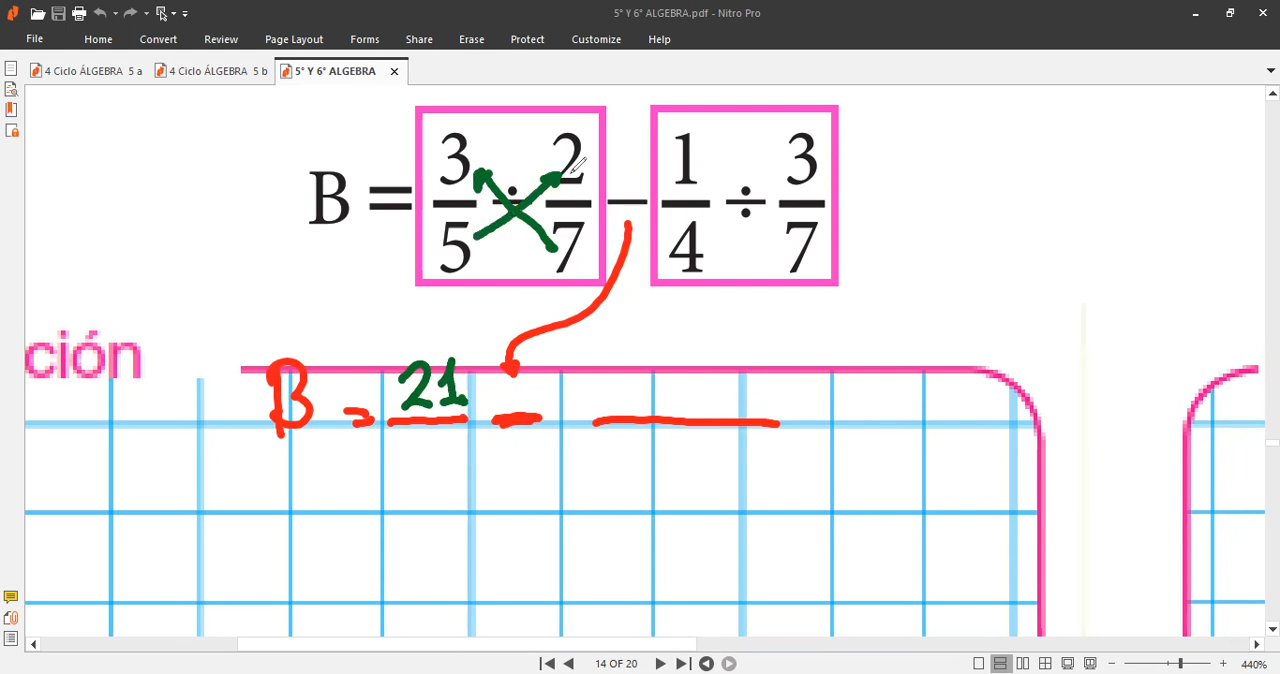 5° Y 6° ALGEBRA.pdf - Nitro Pro
File Home Convert Review Page Layout Forms Share Erase Protect Customize Help
4 Ciclo ÁLGEBRA 5 a 4 Ciclo ÁLGEBRA 5 b 5° Y 6° ALGEBRA
B = 3/5 ÷ 2/7 − 1/4 ÷ 3/7
ción
B = 21 −
14 OF 20
440%